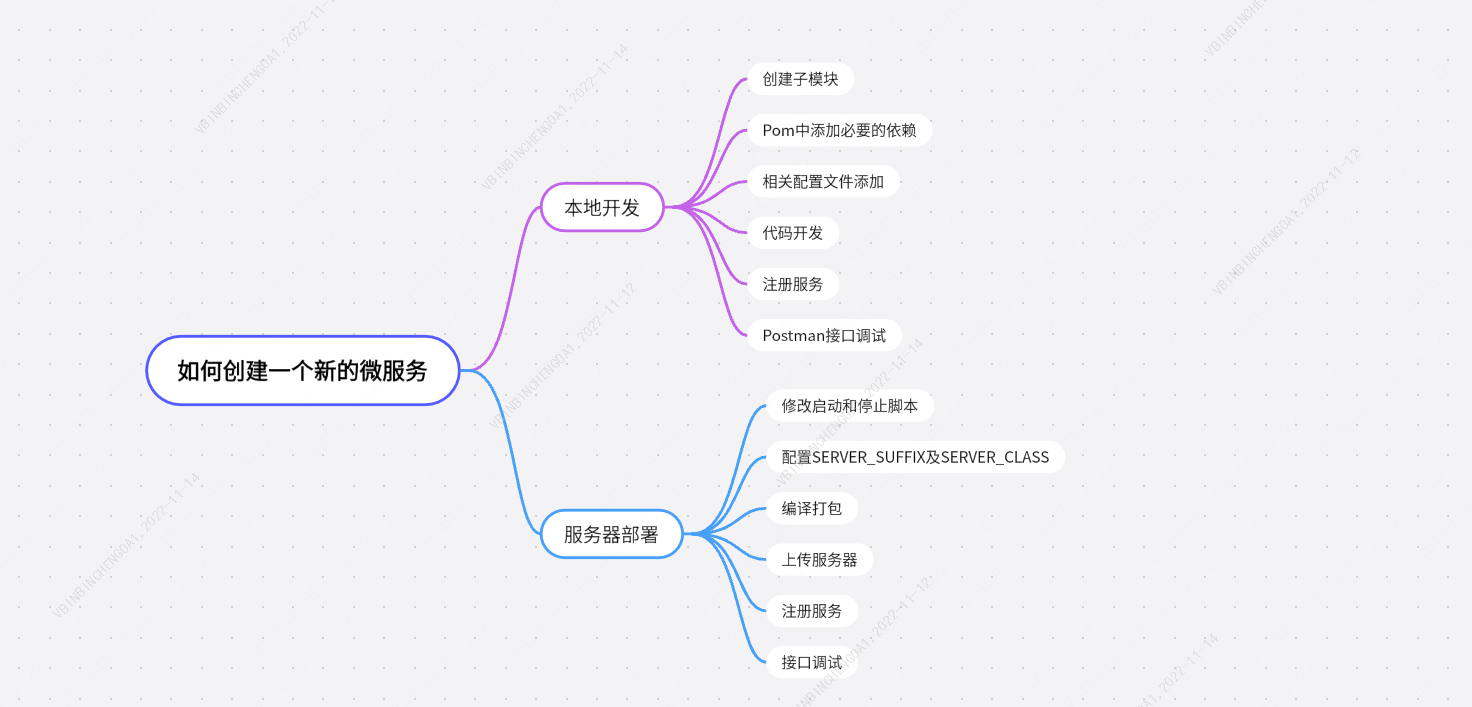 如何创建一个新的微服务
本地开发
创建子模块
Pom中添加必要的依赖
相关配置文件添加
代码开发
注册服务
Postman接口调试
服务器部署
修改启动和停止脚本
配置SERVER_SUFFIX及SERVER_CLASS
编译打包
上传服务器
注册服务
接口调试